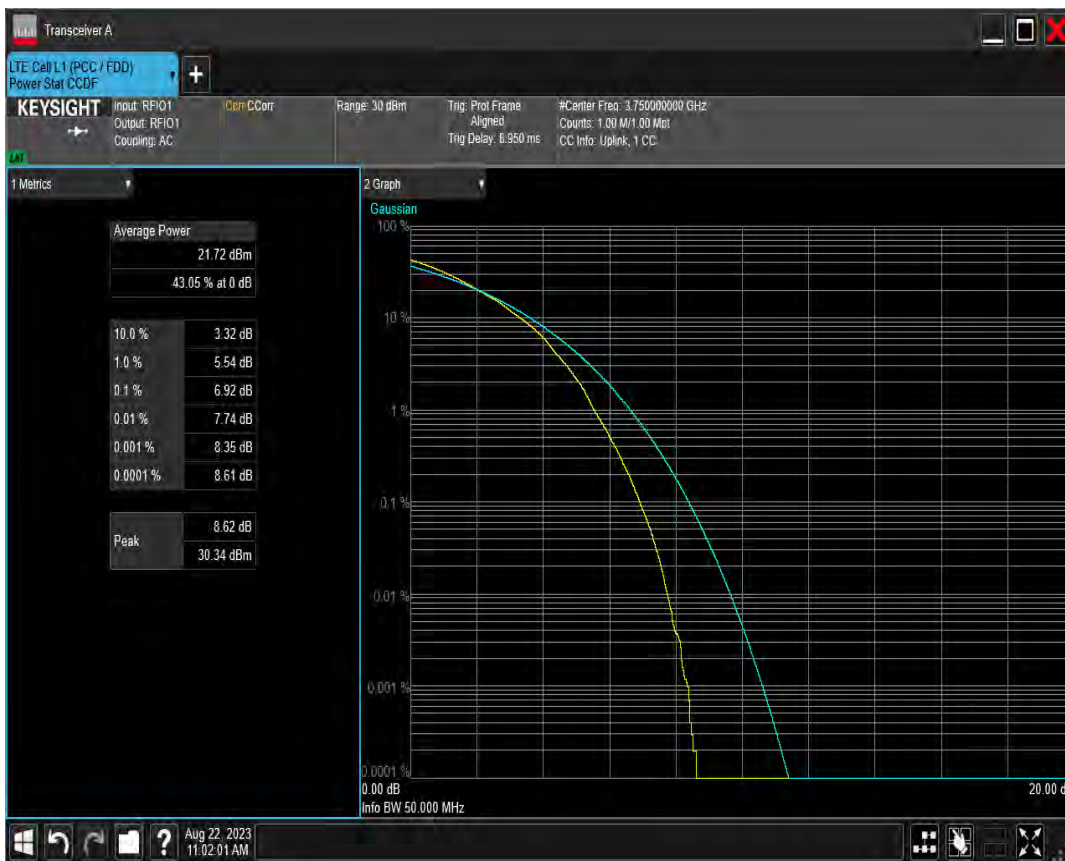 Transceiver A
LTE Cell L1 (PCC / FDD)
Power Stat CCDF
+
KEYSIGHT
Input: RFIO1
Output: RFIO1
Coupling: AC
Corr CCorr
Range: 30 dBm
Trig: Prot Frame
Aligned
Trig Delay: 8.950 ms
#Center Freq: 3.750000000 GHz
Counts: 1.00 M/1.00 Mpt
CC Info: Uplink, 1 CC
1 Metrics
Average Power
21.72 dBm
43.05 % at 0 dB
10.0 % 3.32 dB
1.0 % 5.54 dB
0.1 % 6.92 dB
0.01 % 7.74 dB
0.001 % 8.35 dB
0.0001 % 8.61 dB
Peak
8.62 dB
30.34 dBm
2 Graph
Gaussian
100 %
10 %
1 %
0.1 %
0.01 %
0.001 %
0.0001 %
0.00 dB
20.00 d
Info BW 50.000 MHz
?
Aug 22, 2023
11:02:01 AM